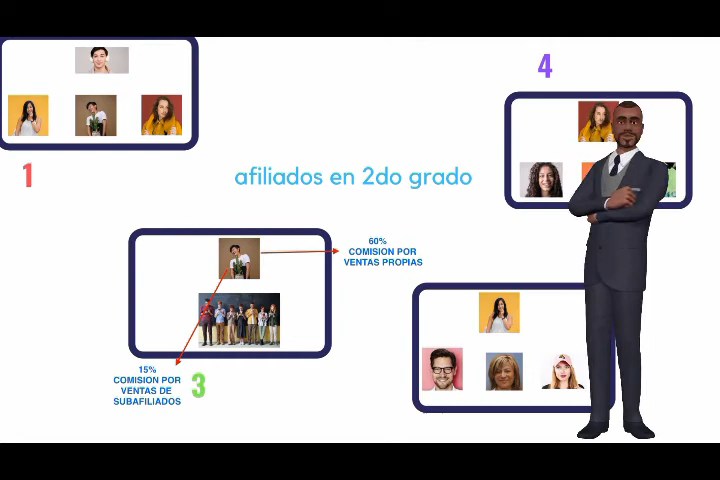 4
1
afiliados en 2do grado
60%
COMISION POR
VENTAS PROPIAS
15%
COMISION POR
VENTAS DE
SUBAFILIADOS
3